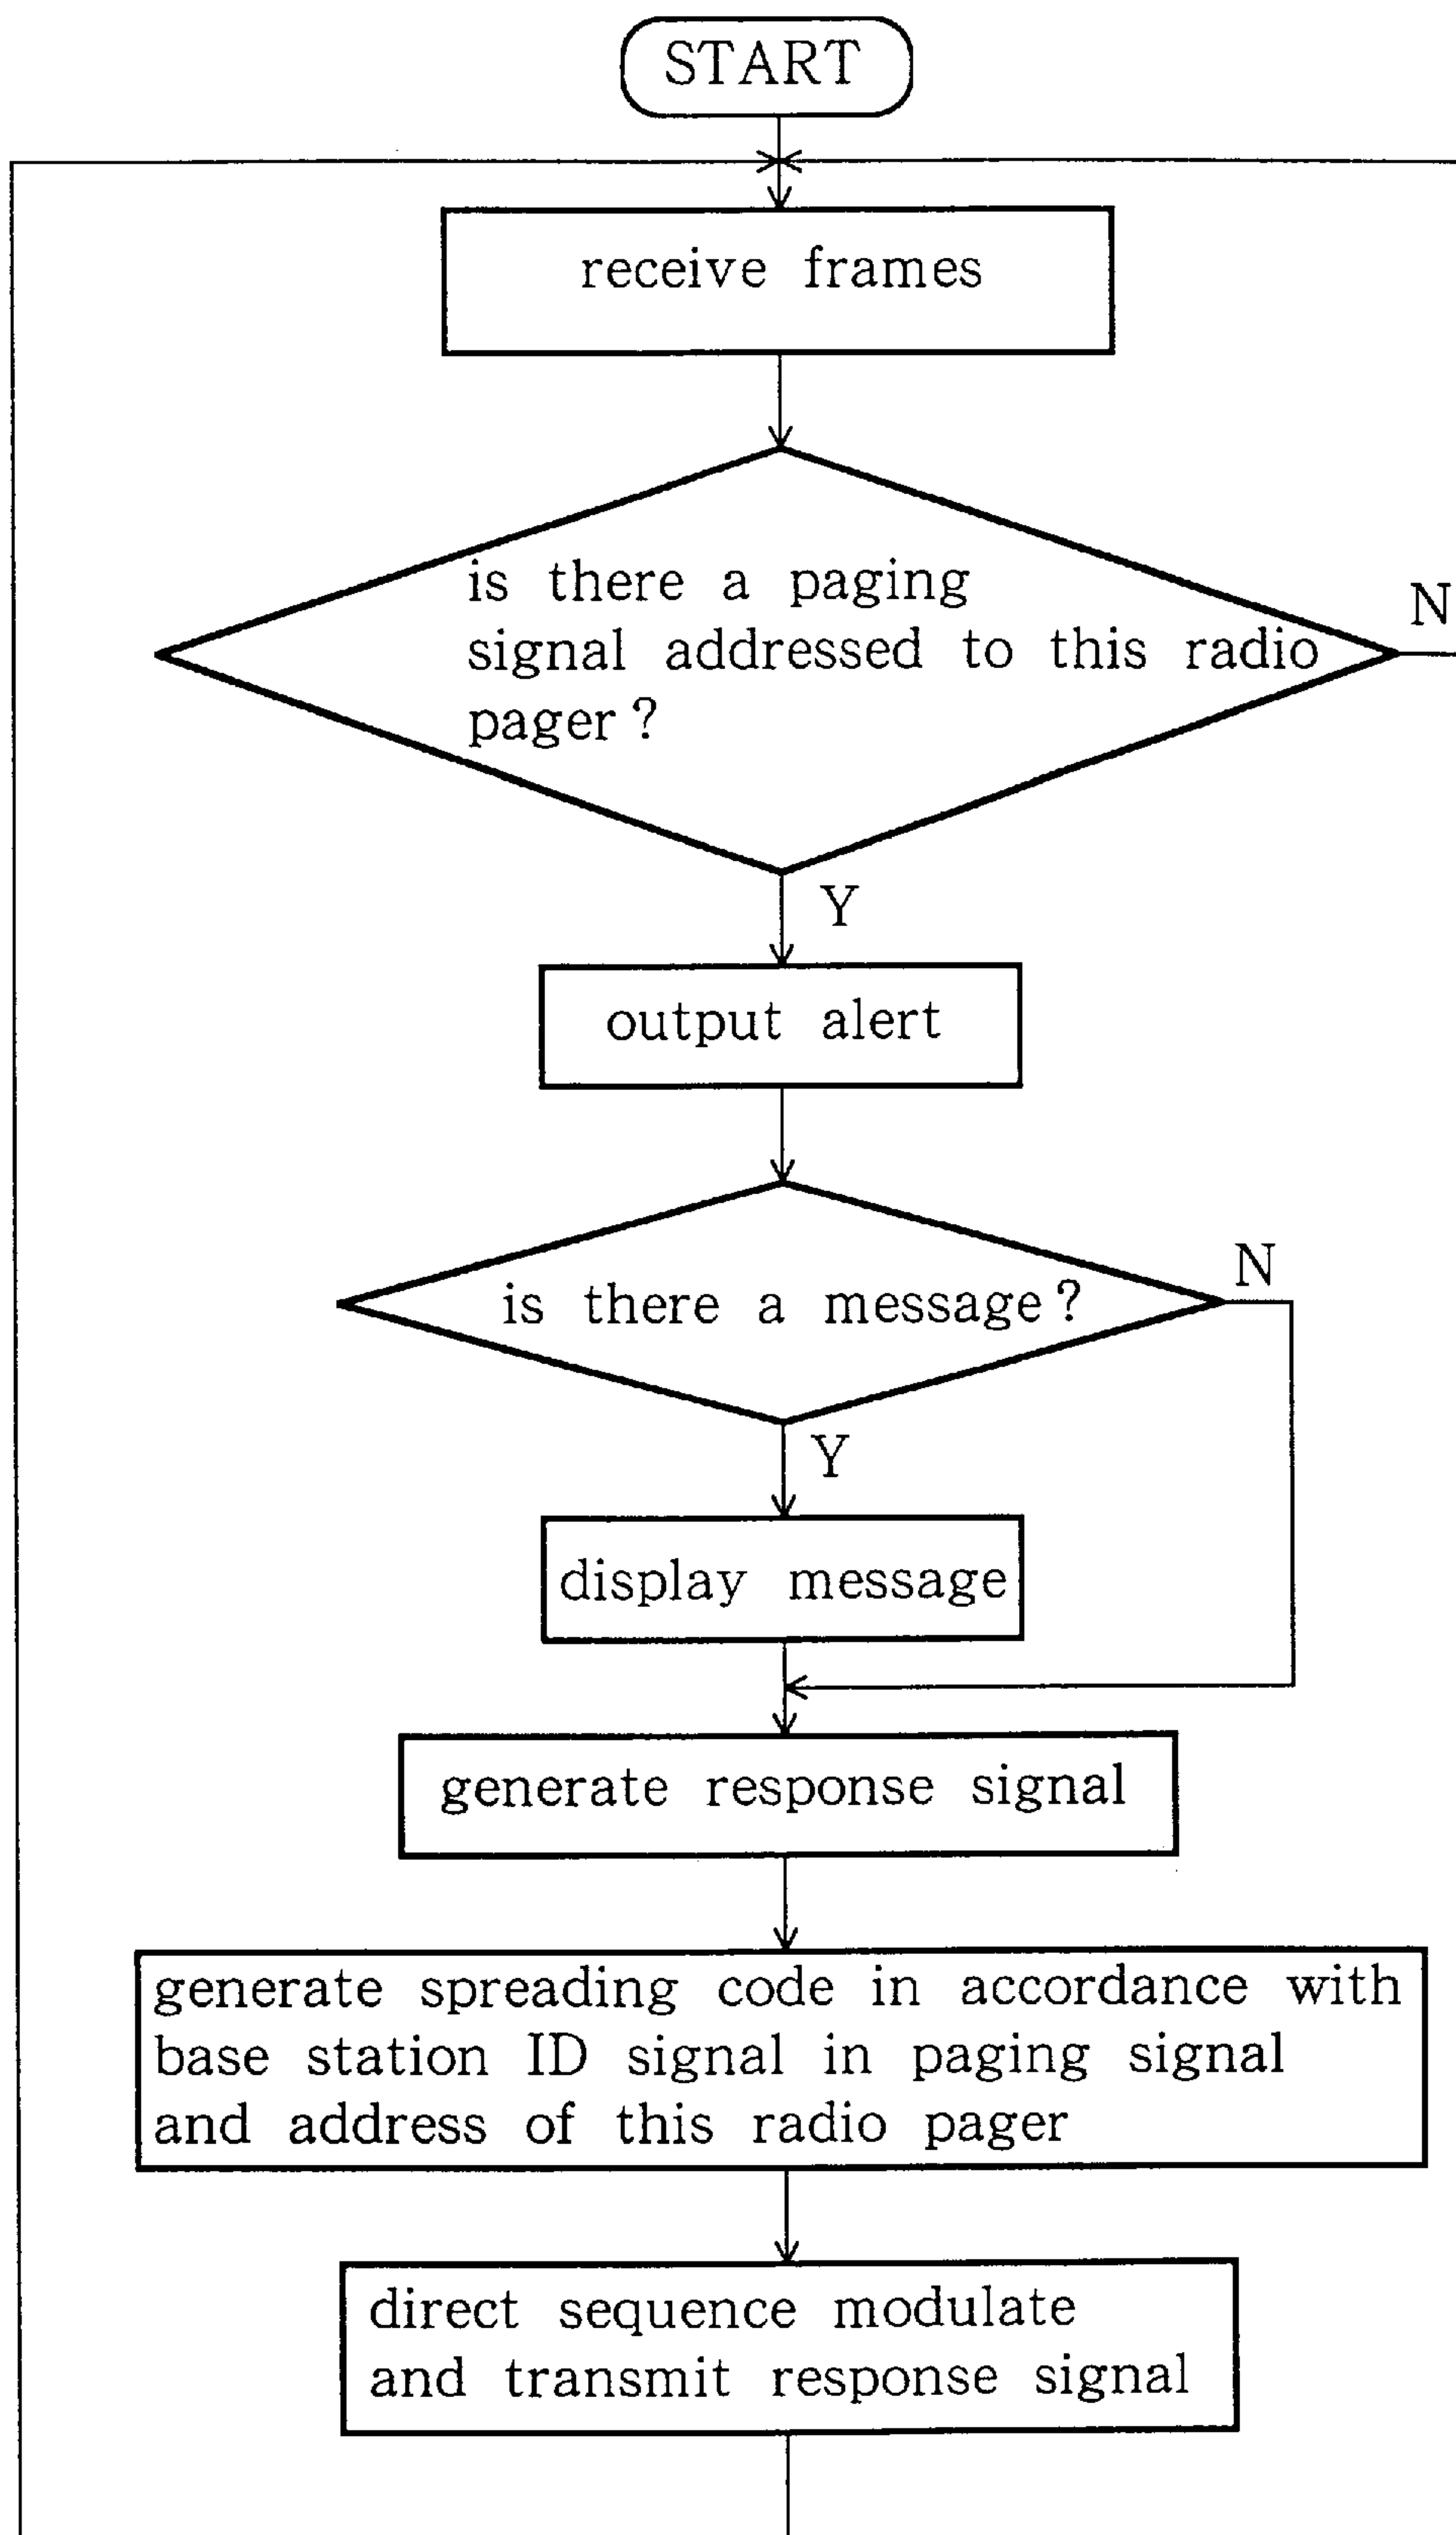 START
receive frames
is there a paging
signal addressed to this radio
pager?
N
Y
output alert
is there a message?
N
Y
display message
generate response signal
generate spreading code in accordance with
base station ID signal in paging signal
and address of this radio pager
direct sequence modulate
and transmit response signal